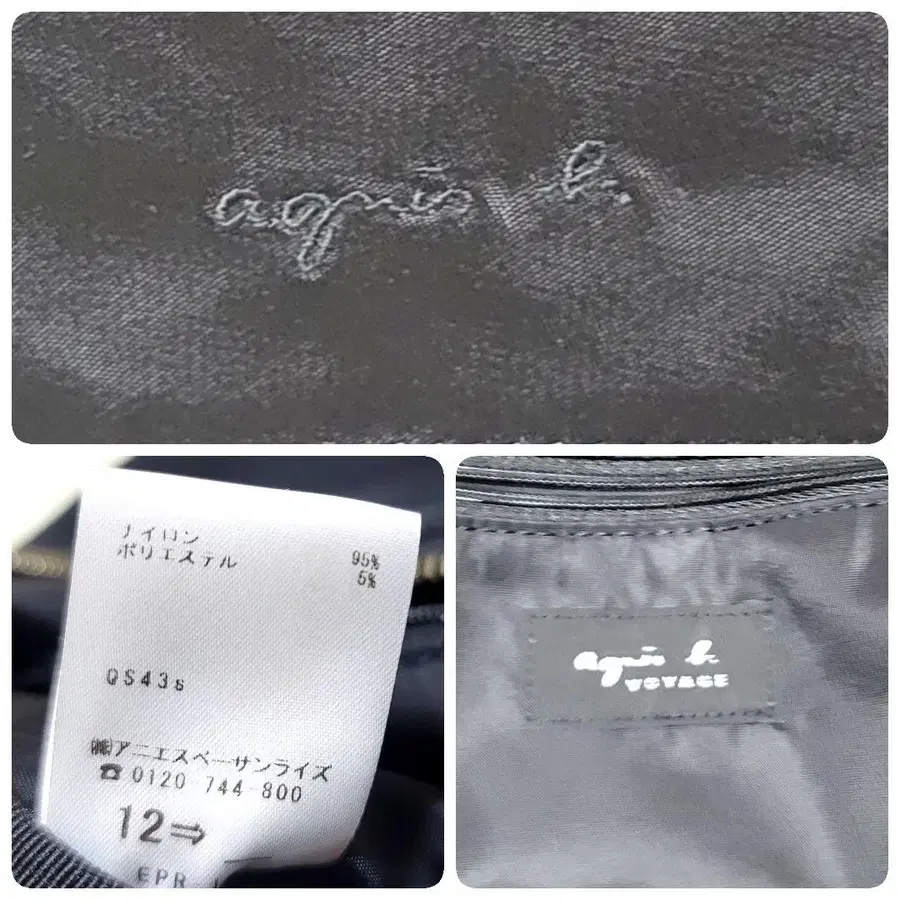 agnès b.
ナイロン 95%
ポリエステル 5%
QS43s
㈱アニエスベーサンライズ
☎0120 744 800
12⇒
EPR
agnès b.
VOYAGE